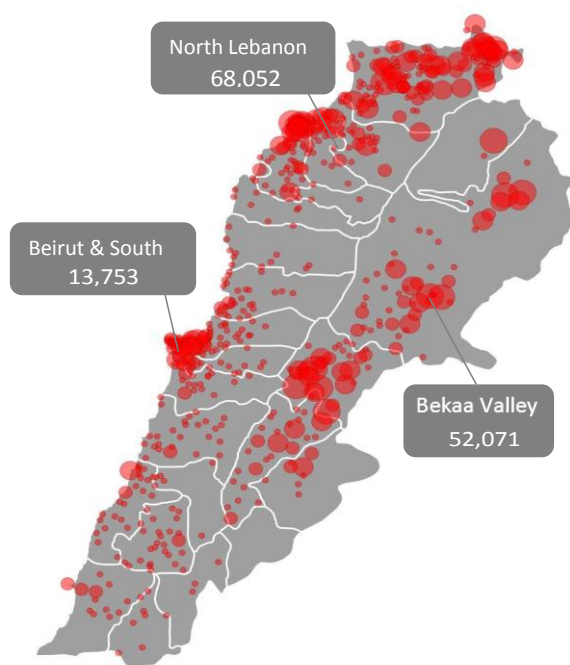 North Lebanon
68,052
Beirut & South
13,753
Bekaa Valley
52,071